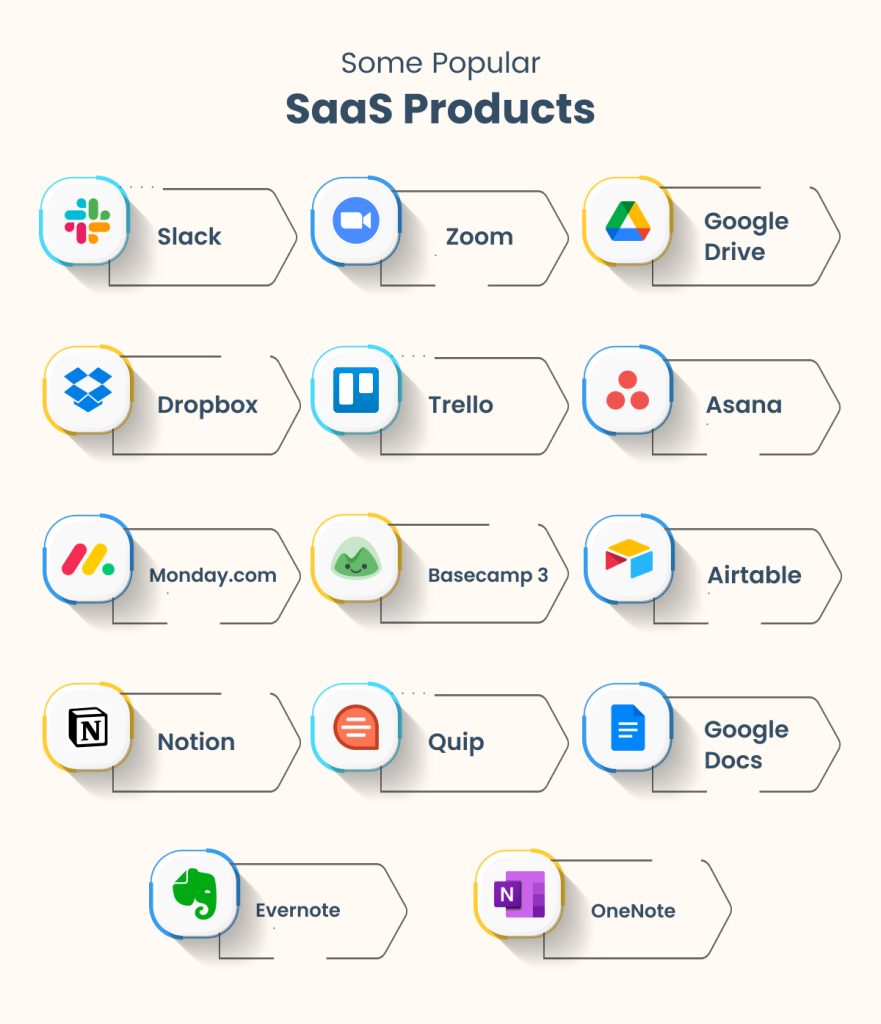 Some Popular
SaaS Products
Slack
Zoom
Google
Drive
Dropbox
Trello
Asana
Monday.com
Basecamp 3
Airtable
N
Notion
Quip
Google
Docs
Evernote
N
OneNote